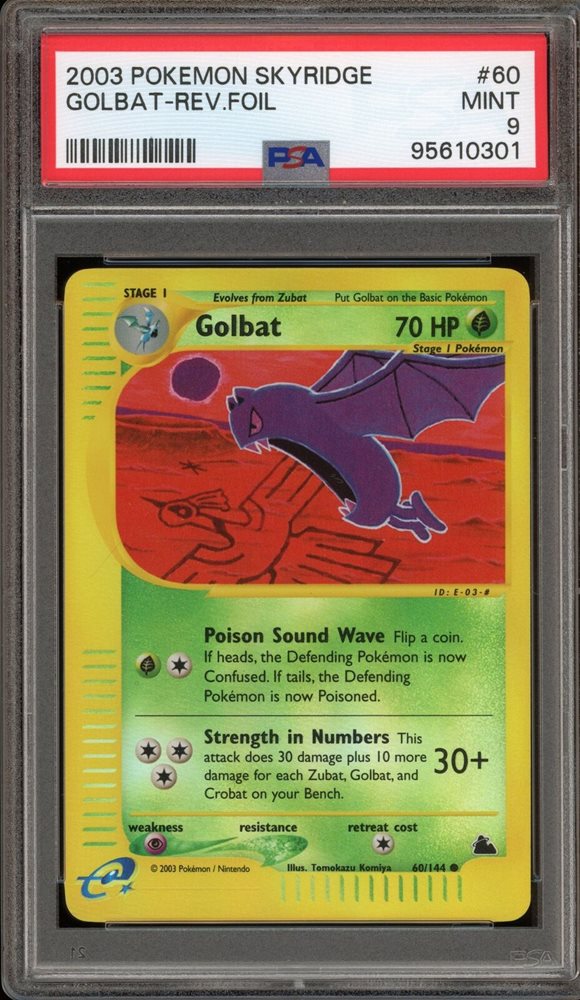 2003 POKEMON SKYRIDGE #60
GOLBAT-REV.FOIL MINT
9
PSA 95610301
STAGE 1 Evolves from Zubat Put Golbat on the Basic Pokémon
Golbat 70 HP
Stage 1 Pokémon
ID: E-03-#
Poison Sound Wave Flip a coin.
If heads, the Defending Pokémon is now
Confused. If tails, the Defending
Pokémon is now Poisoned.
Strength in Numbers This
attack does 30 damage plus 10 more 30+
damage for each Zubat, Golbat, and
Crobat on your Bench.
weakness resistance retreat cost
e
© 2003 Pokémon / Nintendo Illus. Tomokazu Komiya 60/144
21 PSA